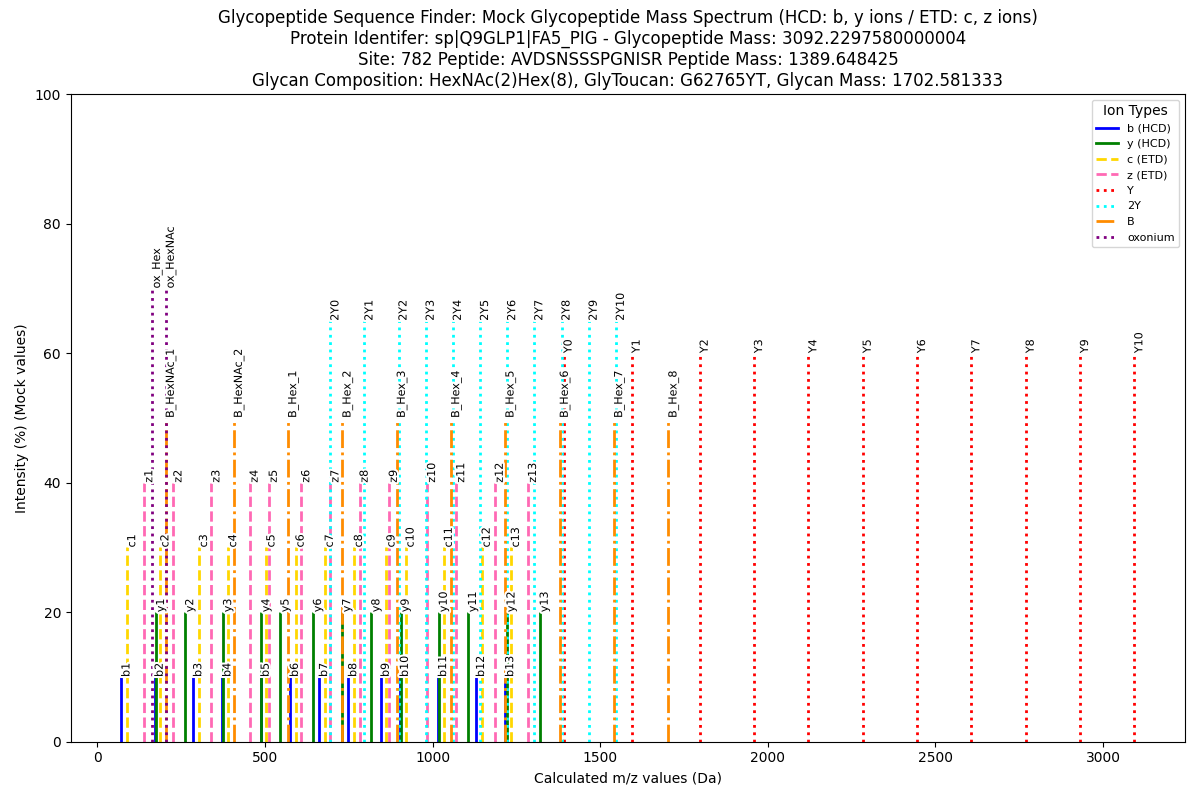 Glycopeptide Sequence Finder: Mock Glycopeptide Mass Spectrum (HCD: b, y ions / ETD: c, z ions)
Protein Identifer: sp|Q9GLP1|FA5_PIG - Glycopeptide Mass: 3092.2297580000004
Site: 782 Peptide: AVDSNSSSPGNISR Peptide Mass: 1389.648425
Glycan Composition: HexNAc(2)Hex(8), GlyToucan: G62765YT, Glycan Mass: 1702.581333
Intensity (%) (Mock values)
100
80
60
40
20
0
Ion Types
b (HCD)
y (HCD)
c (ETD)
z (ETD)
Y
2Y
B
oxonium
ox_Hex
ox_HexNAc
2Y0
2Y1
2Y2
2Y3
2Y4
2Y5
2Y6
2Y7
2Y8
2Y9
2Y10
Y0
Y1
Y2
Y3
Y4
Y5
Y6
Y7
Y8
Y9
Y10
B_HexNAc_1
B_HexNAc_2
B_Hex_1
B_Hex_2
B_Hex_3
B_Hex_4
B_Hex_5
B_Hex_6
B_Hex_7
B_Hex_8
z1
z2
z3
z4
z5
z6
z7
z8
z9
z10
z11
z12
z13
c1
c2
c3
c4
c5
c6
c7
c8
c9
c10
c11
c12
c13
y1
y2
y3
y4
y5
y6
y7
y8
y9
y10
y11
y12
y13
b1
b2
b3
b4
b5
b6
b7
b8
b9
b10
b11
b12
b13
0
500
1000
1500
2000
2500
3000
Calculated m/z values (Da)